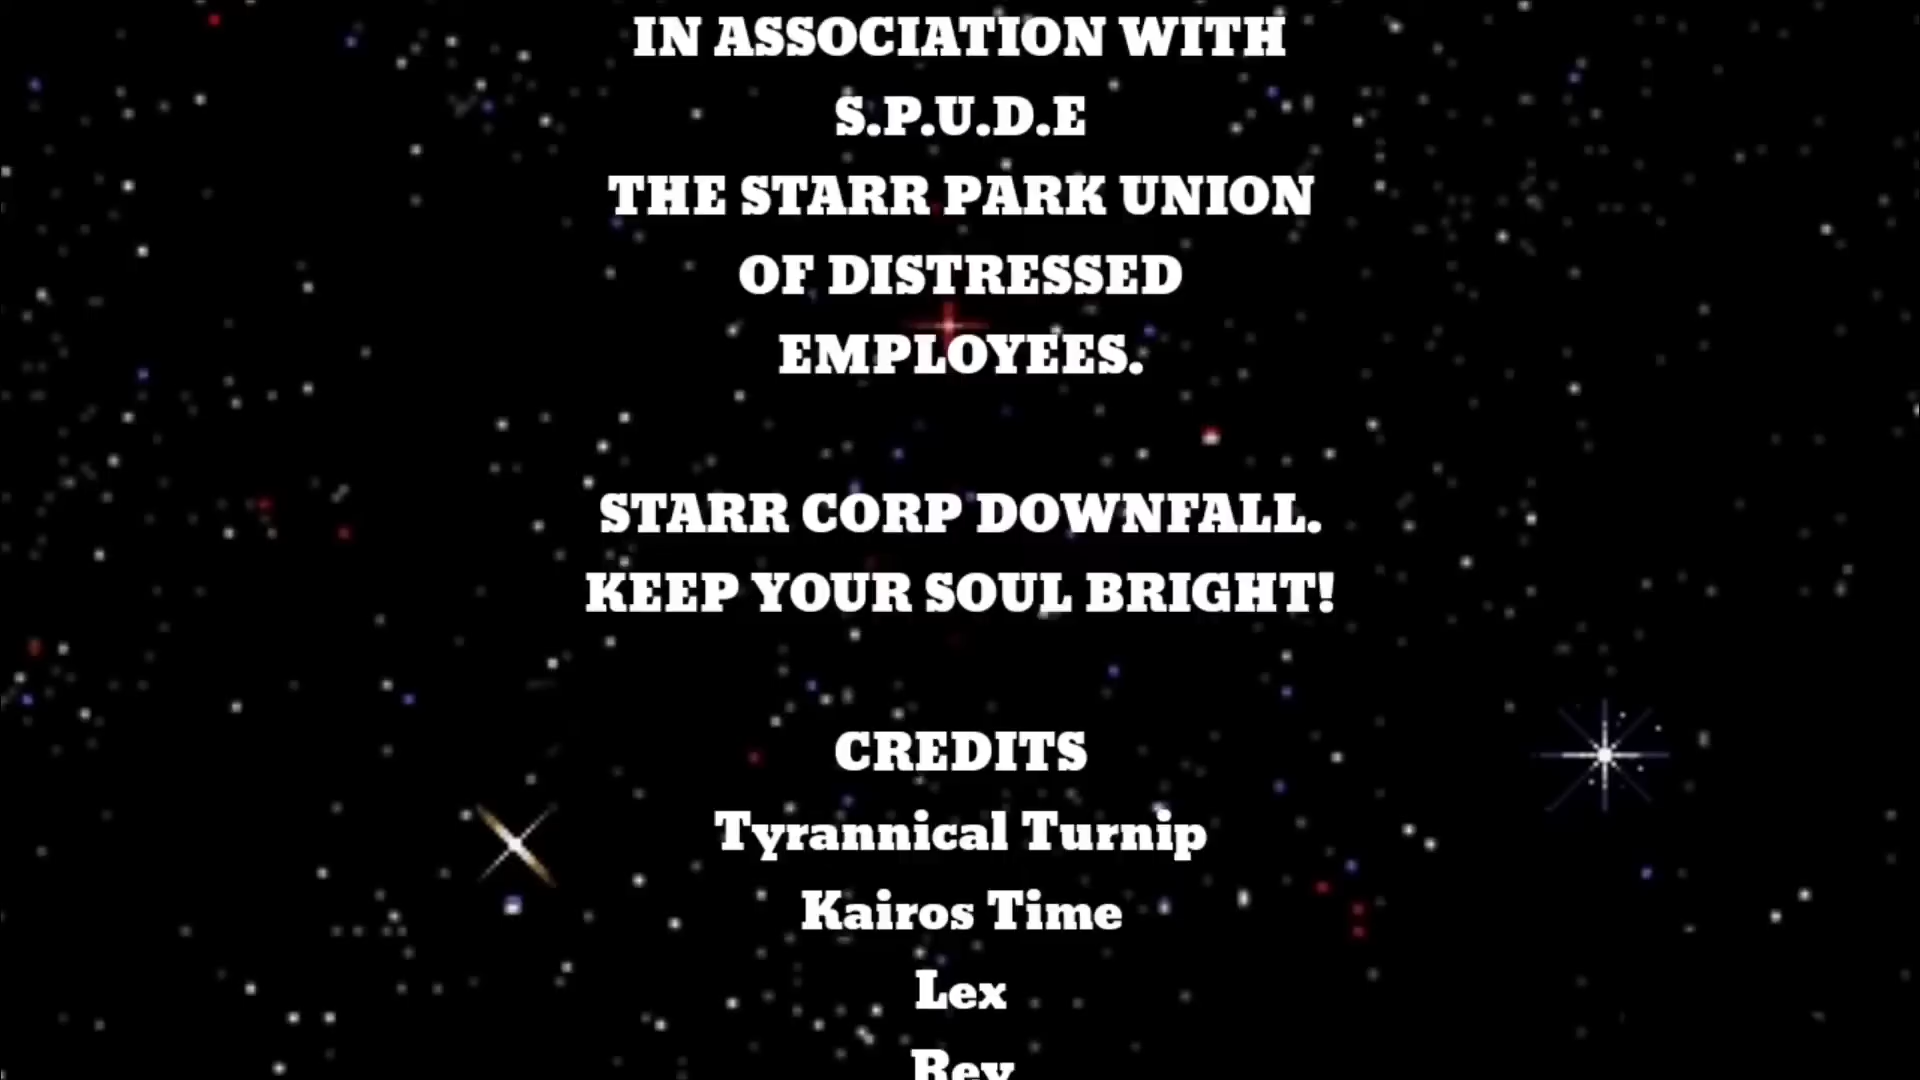 IN ASSOCIATION WITH
S.P.U.D.E
THE STARR PARK UNION
OF DISTRESSED
EMPLOYEES.
STARR CORP DOWNFALL.
KEEP YOUR SOUL BRIGHT!
CREDITS
Tyrannical Turnip
Kairos Time
Lex
Rey